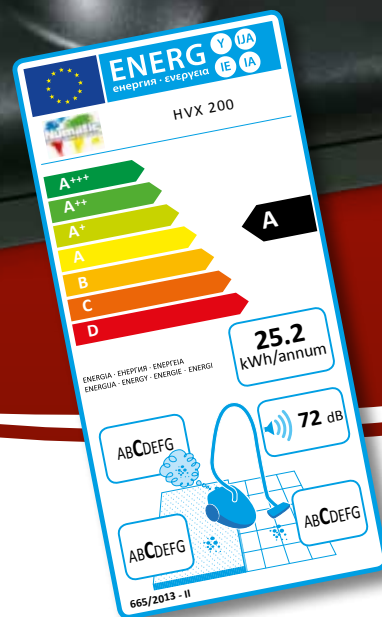 ENERG Y IJA
енергия · ενεργεια IE IA
Numatic
HVX 200
A+++
A++
A+
A
A
B
C
D
25.2
kWh/annum
ENERGIA · ЕНЕРГИЯ · ΕΝΕΡΓΕΙΑ
ENERGIJA · ENERGY · ENERGIE · ENERGI
72 dB
ABCDEFG
ABCDEFG
ABCDEFG
665/2013 - II